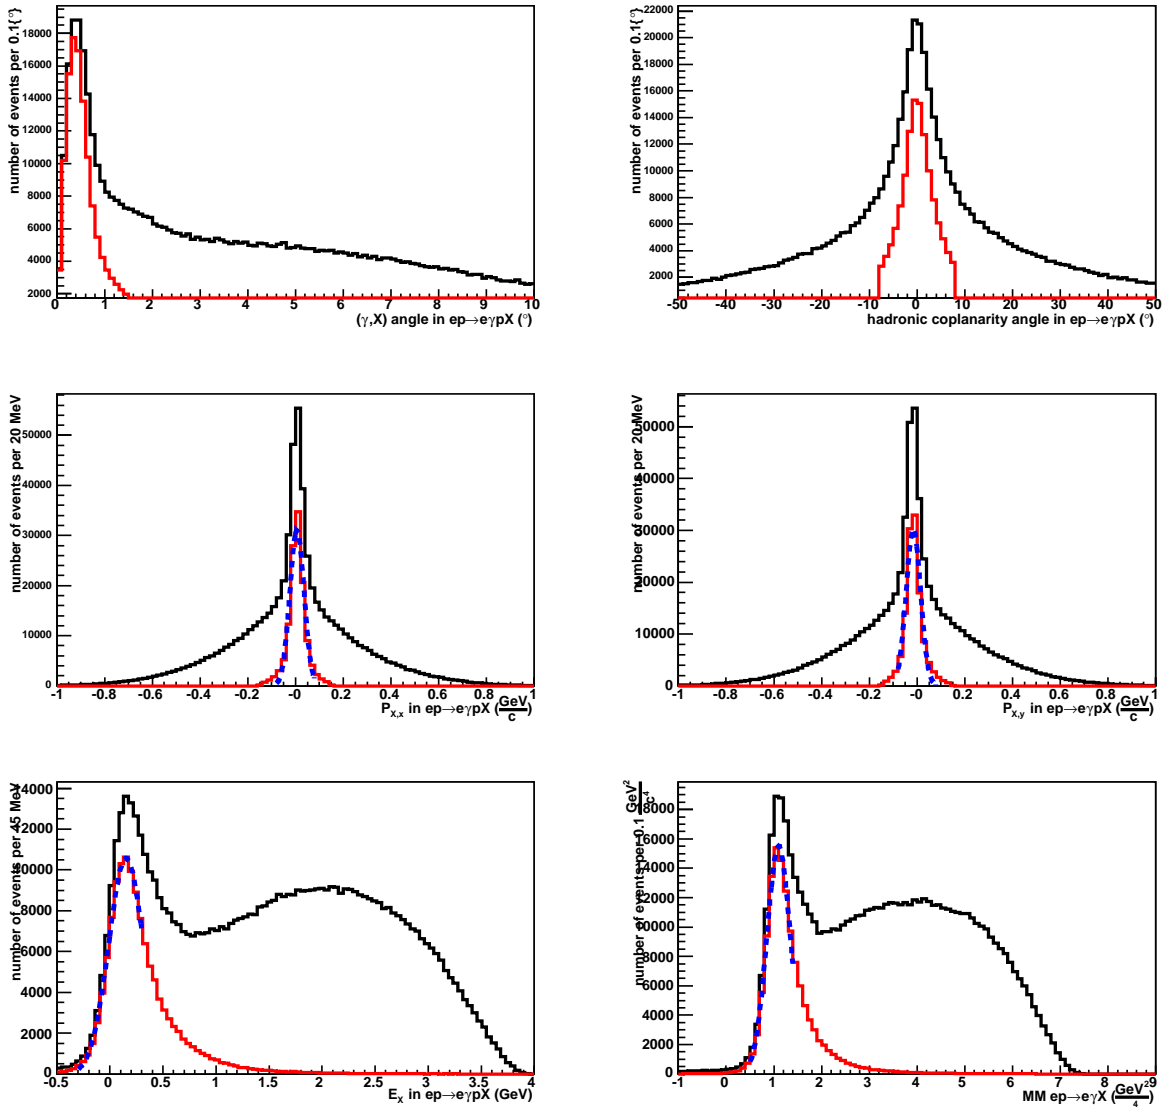 number of events per 0.1{°}
18000
16000
14000
12000
10000
8000
6000
4000
2000
0 1 2 3 4 5 6 7 8 9 10
(γ,X) angle in ep→eγpX (°)
number of events per 0.1{°}
22000
20000
18000
16000
14000
12000
10000
8000
6000
4000
2000
-50 -40 -30 -20 -10 0 10 20 30 40 50
hadronic coplanarity angle in ep→eγpX (°)
number of events per 20 MeV
50000
40000
30000
20000
10000
0
-1 -0.8 -0.6 -0.4 -0.2 -0 0.2 0.4 0.6 0.8 1
P_{X,x} in ep→eγpX (GeV/c)
number of events per 20 MeV
50000
40000
30000
20000
10000
0
-1 -0.8 -0.6 -0.4 -0.2 -0 0.2 0.4 0.6 0.8 1
P_{X,y} in ep→eγpX (GeV/c)
number of events per 45 MeV
14000
12000
10000
8000
6000
4000
2000
0
-0.5 0 0.5 1 1.5 2 2.5 3 3.5 4
E_X in ep→eγpX (GeV)
number of events per 0.1 GeV²/c⁴
18000
16000
14000
12000
10000
8000
6000
4000
2000
0
-1 0 1 2 3 4 5 6 7 8 9
MM ep→eγX (GeV²/4)